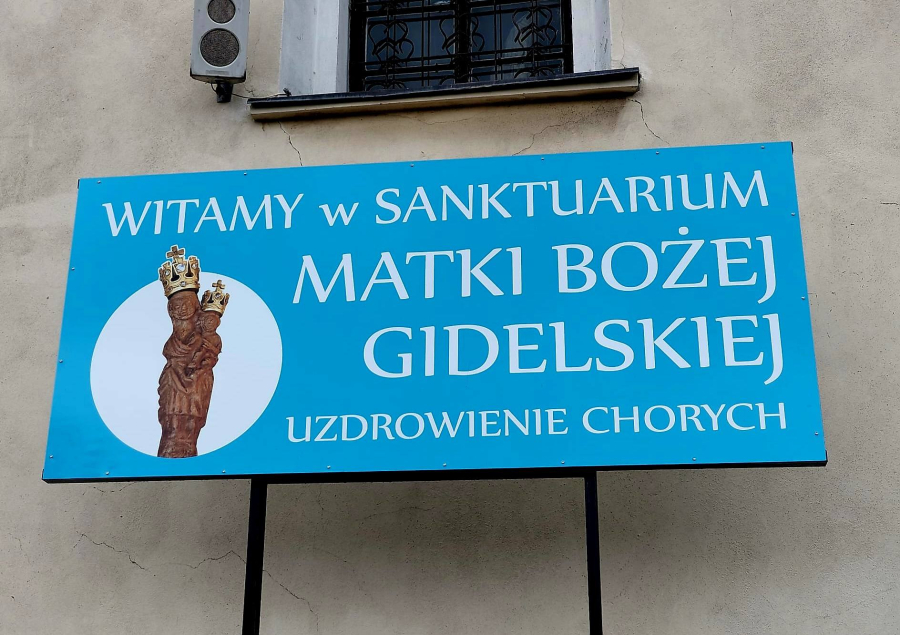 WITAMY w SANKTUARIUM
MATKI BOŻEJ
GIDELSKIEJ
UZDROWIENIE CHORYCH